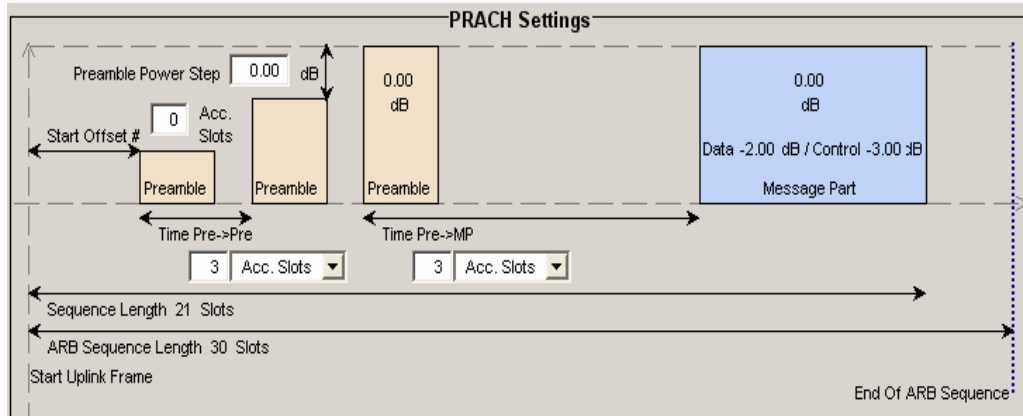 PRACH Settings
Preamble Power Step 0.00 dB
0.00
dB
0.00
dB
Start Offset # 0 Acc.
Slots
Data -2.00 dB / Control -3.00 dB
Preamble
Preamble
Preamble
Message Part
Time Pre->Pre
Time Pre->MP
3 Acc. Slots
3 Acc. Slots
Sequence Length 21 Slots
ARB Sequence Length 30 Slots
Start Uplink Frame
End Of ARB Sequence